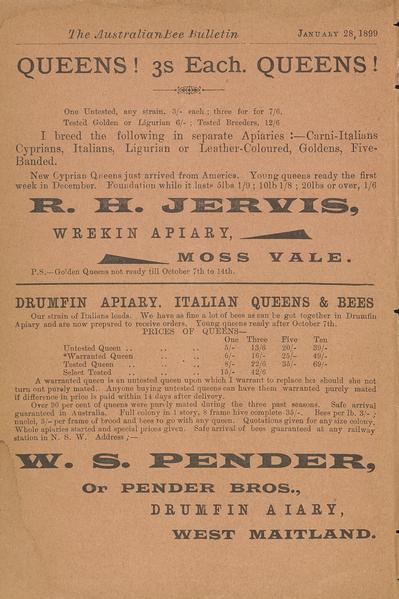 The Australian Bee Bulletin JANUARY 28, 1899
QUEENS! 3s Each. QUEENS!
One Untested, any strain, 3/- each; three for for 7/6,
Tested Golden or Ligurian 6/-; Tested Breeders, 12/6
I breed the following in separate Apiaries :—Carni-Italians
Cyprians, Italians, Ligurian or Leather-Coloured, Goldens, Five-
Banded.
New Cyprian Queens just arrived from America. Young queens ready the first
week in December. Foundation while it lasts 5lbs 1/9; 10lb 1/8; 20lbs or over, 1/6
R. H. JERVIS,
WREKIN APIARY,
MOSS VALE.
P.S.—Golden Queens not ready till October 7th to 14th.
DRUMFIN APIARY. ITALIAN QUEENS & BEES
Our strain of Italians leads. We have as fine a lot of bees as can be got together in Drumfin
Apiary and are now prepared to receive orders. Young queens ready after October 7th.
PRICES OF QUEENS—
One Three Five Ten
Untested Queen .. .. .. 5/- 13/6 20/- 39/-
*Warranted Queen .. .. 6/- 16/- 25/- 49/-
Tested Queen .. .. .. 8/- 22/6 35/- 69/-
Select Tested .. .. .. 15/- 42/6
A warranted queen is an untested queen upon which I warrant to replace her should she not
turn out purely mated. Anyone buying untested queens can have them warranted purely mated
if difference in price is paid within 14 days after delivery.
Over 90 per cent of queens were purely mated during the three past seasons. Safe arrival
guaranteed in Australia. Full colony in 1 story, 8 frame hive complete 35/-. Bees per lb. 3/-;
nuclei, 3/- per frame of brood and bees to go with any queen. Quotations given for any size colony.
Whole apiaries started and special prices given. Safe arrival of bees guaranteed at any railway
station in N. S. W. Address ;—
W. S. PENDER,
Or PENDER BROS.,
DRUMFIN A IARY,
WEST MAITLAND.